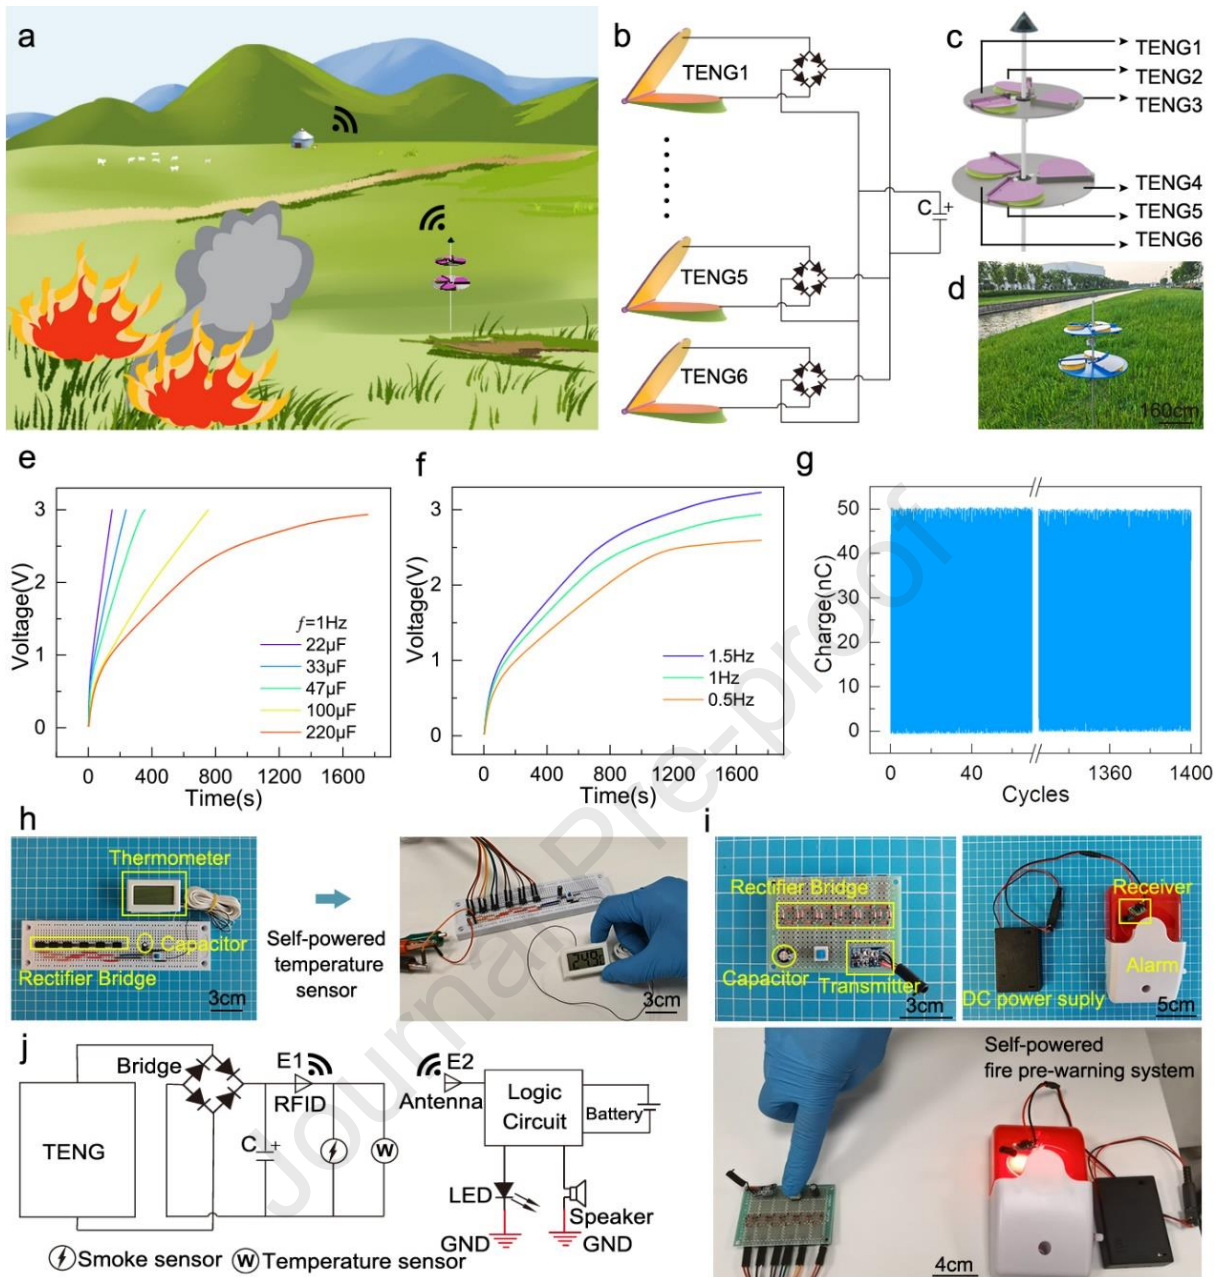 a
b
TENG1
TENG5
TENG6
C
+
c
TENG1
TENG2
TENG3
TENG4
TENG5
TENG6
d
160cm
e
Voltage(V)
3
2
1
0
f=1Hz
22μF
33μF
47μF
100μF
220μF
0 400 800 1200 1600
Time(s)
f
Voltage(V)
3
2
1
0
1.5Hz
1Hz
0.5Hz
0 400 800 1200 1600
Time(s)
g
Charge(nC)
50
40
30
20
10
0
0 40 1360 1400
Cycles
h
Thermometer
Capacitor
Rectifier Bridge
3cm
Self-powered
temperature
sensor
24.9
3cm
i
Rectifier Bridge
Capacitor
Transmitter
3cm
Receiver
Alarm
DC power suply
5cm
Self-powered
fire pre-warning system
4cm
j
TENG
Bridge
C
+
E1
RFID
W
E2
Antenna
Logic
Circuit
Battery
LED
GND
Speaker
GND
Smoke sensor
W
Temperature sensor
Journal Pre-proof